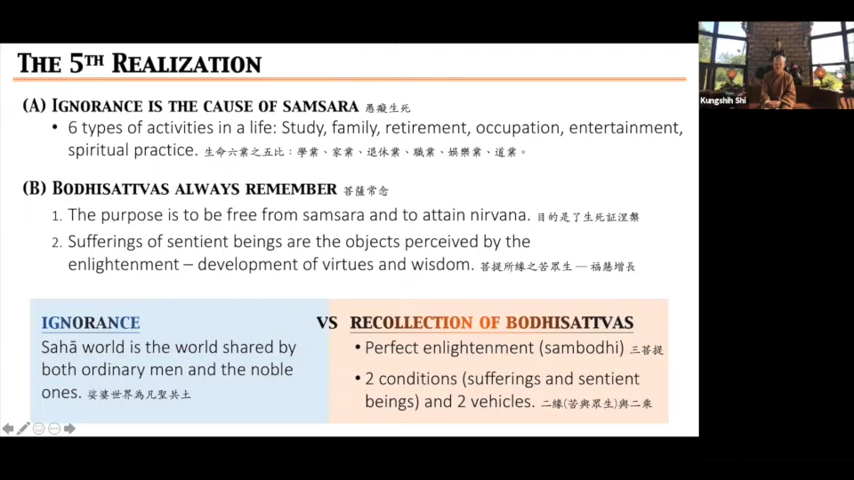 THE 5TH REALIZATION
Kungshih Shi
(A) IGNORANCE IS THE CAUSE OF SAMSARA 愚癡生死
• 6 types of activities in a life: Study, family, retirement, occupation, entertainment,
spiritual practice. 生命六業之五比：學業、家業、退休業、職業、娛樂業、道業。
(B) BODHISATTVAS ALWAYS REMEMBER 菩薩常念
1. The purpose is to be free from samsara and to attain nirvana. 目的是了生死証涅槃
2. Sufferings of sentient beings are the objects perceived by the
enlightenment – development of virtues and wisdom. 菩提所緣之苦眾生 — 福慧增長
IGNORANCE
Sahā world is the world shared by
both ordinary men and the noble
ones. 娑婆世界為凡聖共土
VS
RECOLLECTION OF BODHISATTVAS
• Perfect enlightenment (sambodhi) 三菩提
• 2 conditions (sufferings and sentient
beings) and 2 vehicles. 二緣(苦與眾生)與二乘